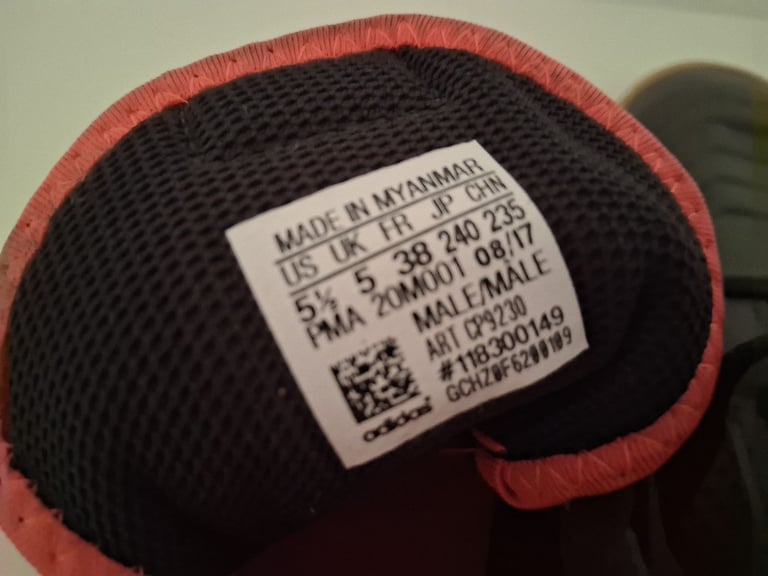 MADE IN MYANMAR
US UK FR JP CHN
5½ 5 38 240 235
PMA 20M001 08/17
MALE/MÂLE
ART CP9230
#118300149
GCHZ0F6200109
adidas